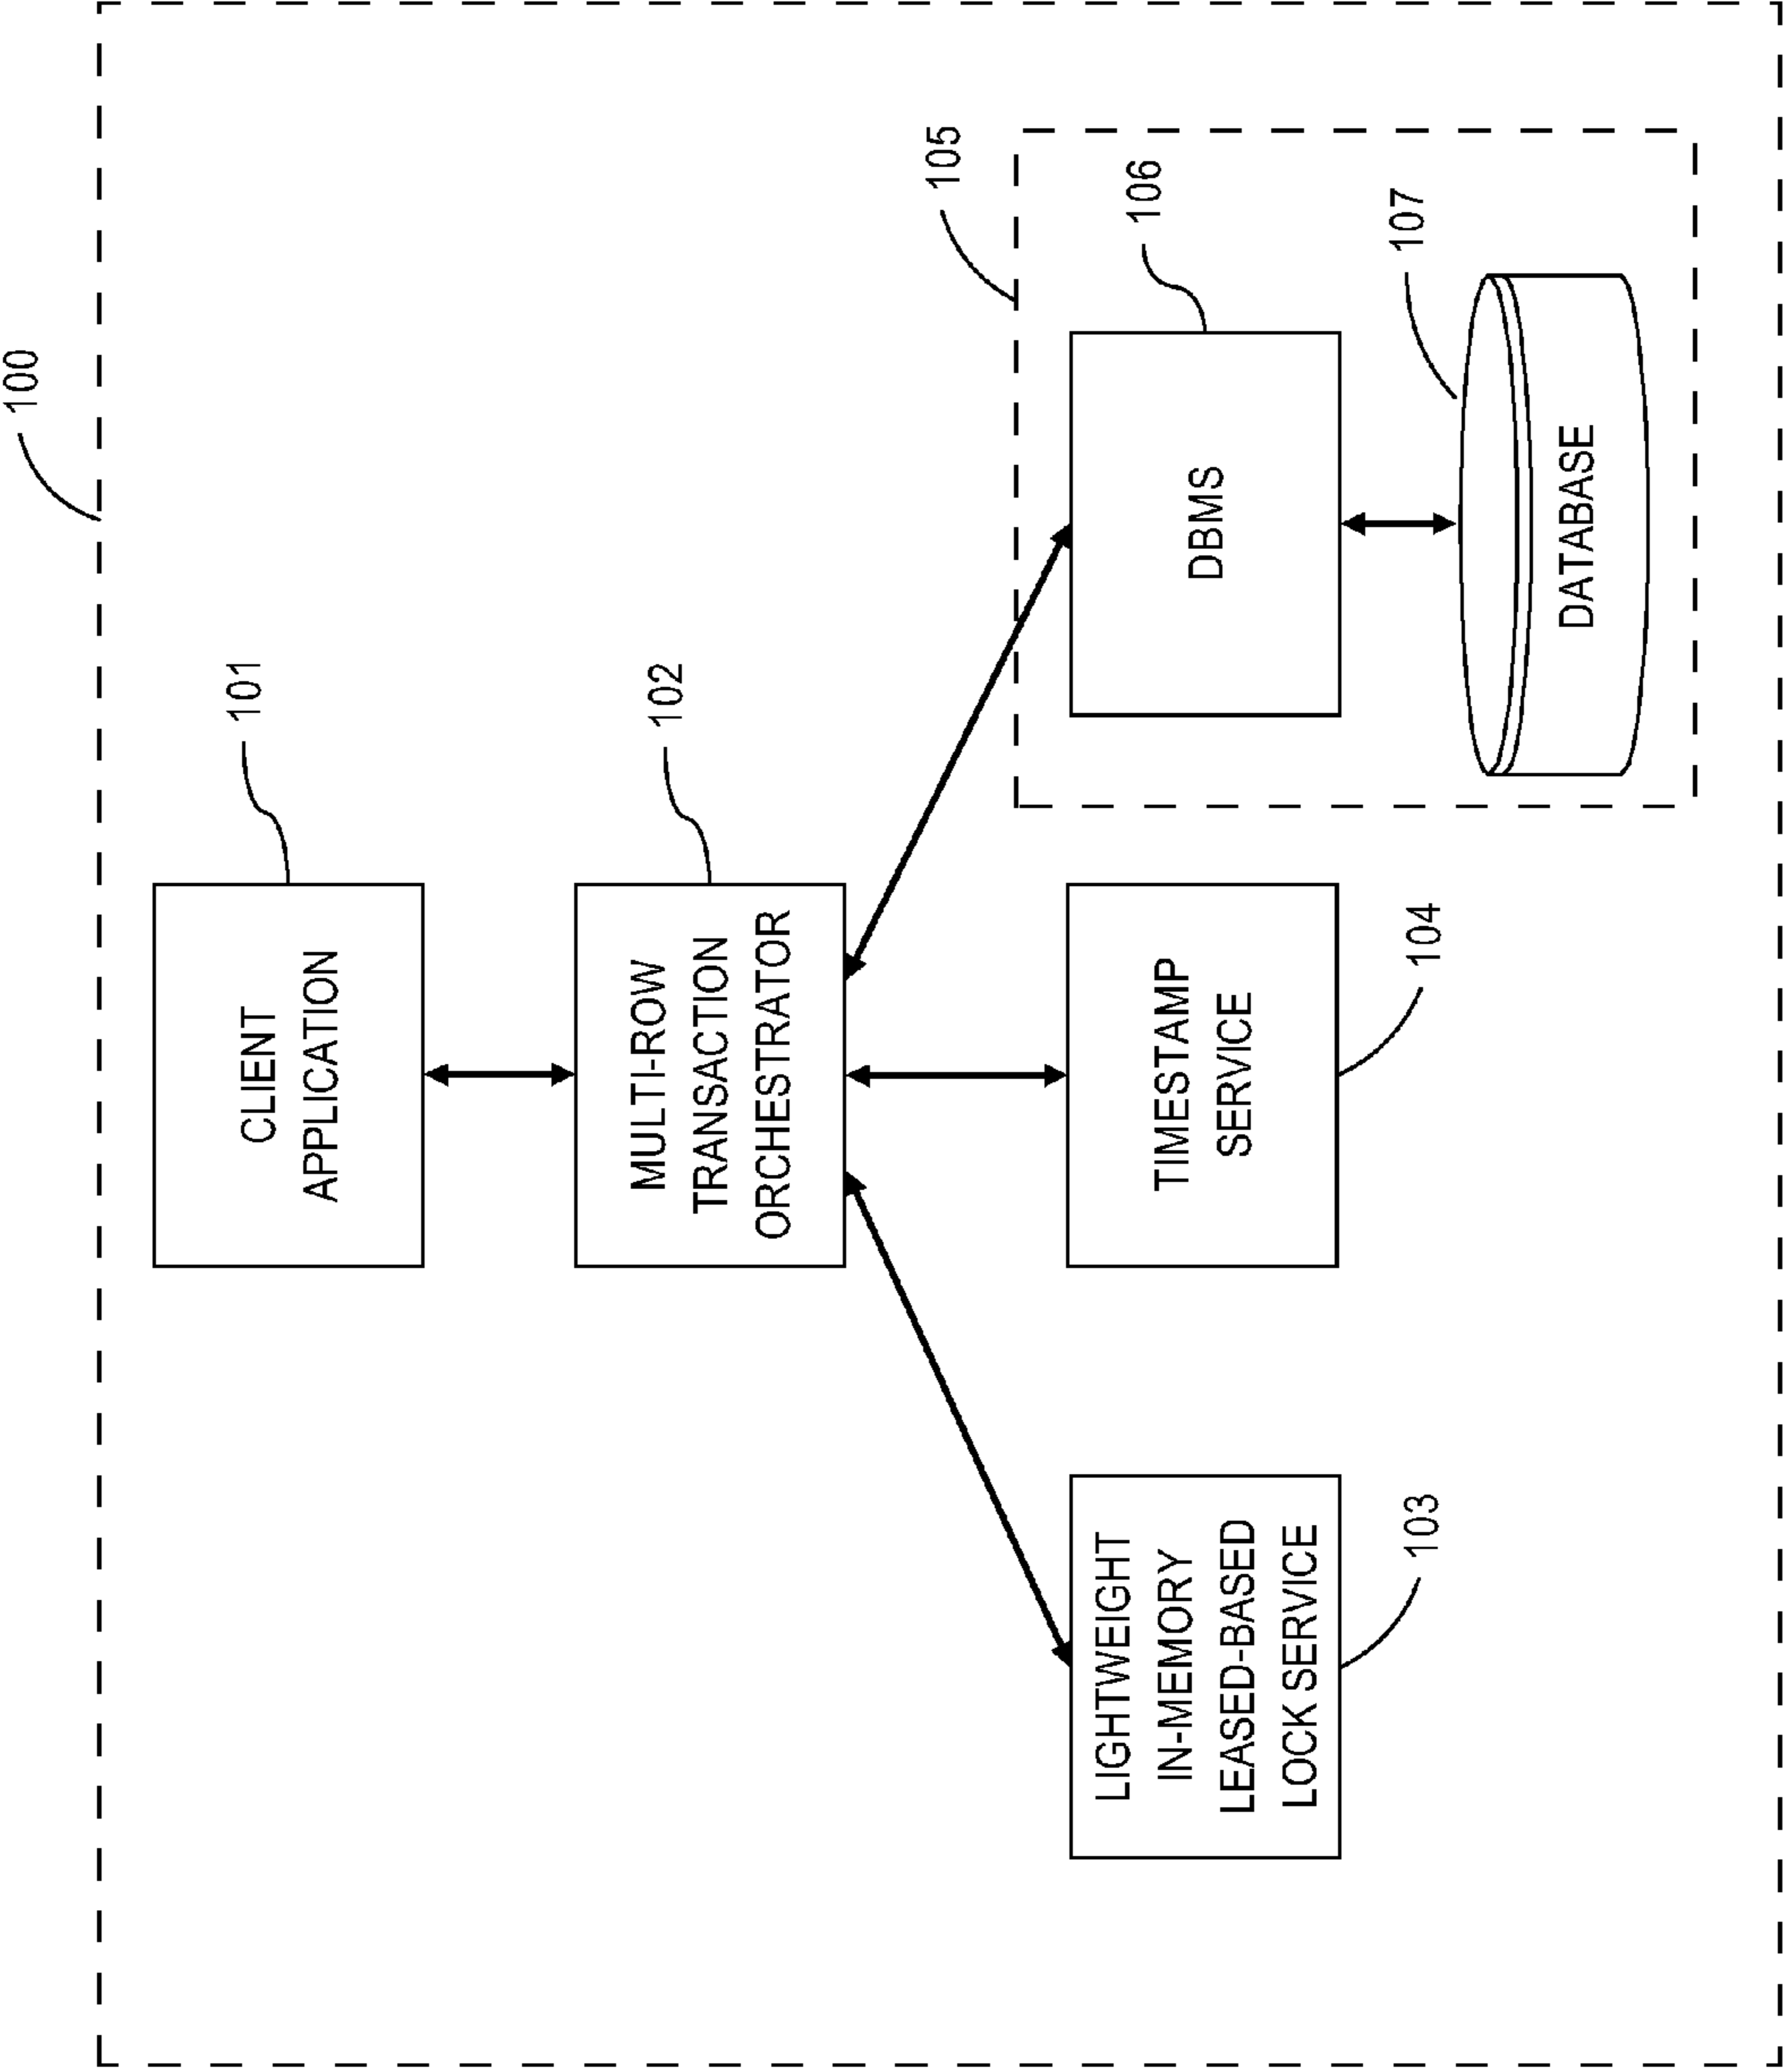 100
CLIENT
APPLICATION
101
MULTI-ROW
TRANSACTION
ORCHESTRATOR
102
105
LIGHTWEIGHT
IN-MEMORY
LEASED-BASED
LOCK SERVICE
103
TIMESTAMP
SERVICE
104
DBMS
106
107
DATABASE